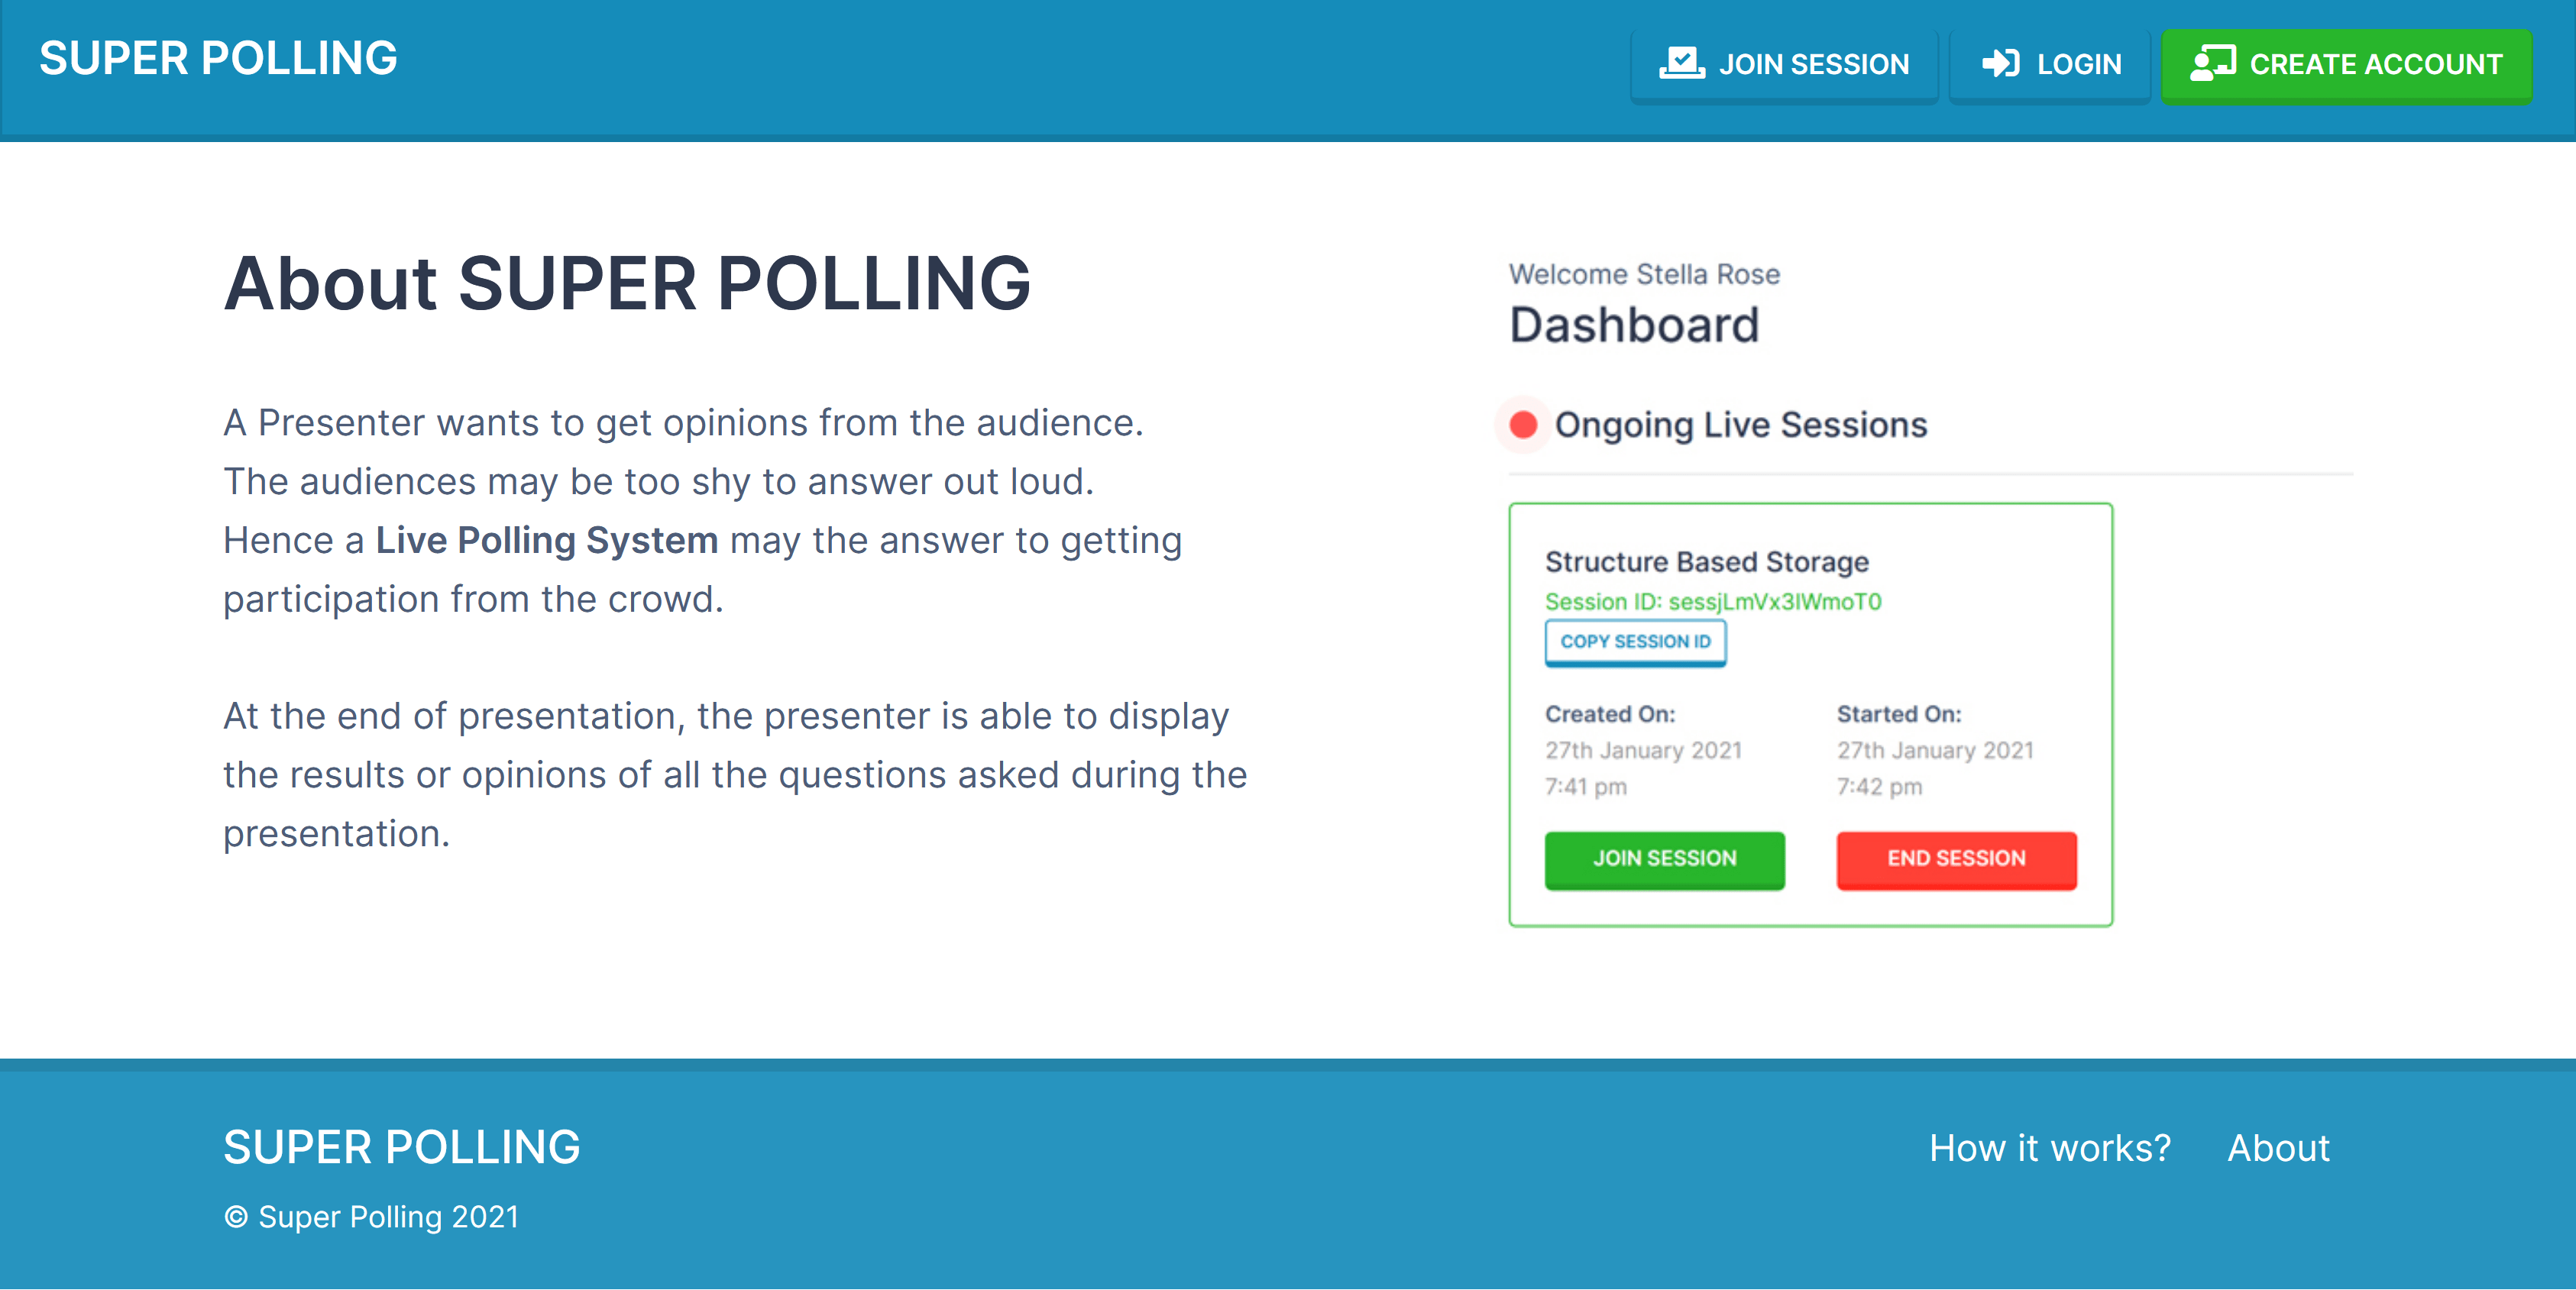 SUPER POLLING
JOIN SESSION
LOGIN
CREATE ACCOUNT
About SUPER POLLING
A Presenter wants to get opinions from the audience.
The audiences may be too shy to answer out loud.
Hence a Live Polling System may the answer to getting
participation from the crowd.
At the end of presentation, the presenter is able to display
the results or opinions of all the questions asked during the
presentation.
Welcome Stella Rose
Dashboard
Ongoing Live Sessions
Structure Based Storage
Session ID: sessjLmVx3IWmoT0
COPY SESSION ID
Created On:
27th January 2021
7:41 pm
Started On:
27th January 2021
7:42 pm
JOIN SESSION
END SESSION
SUPER POLLING
© Super Polling 2021
How it works?
About